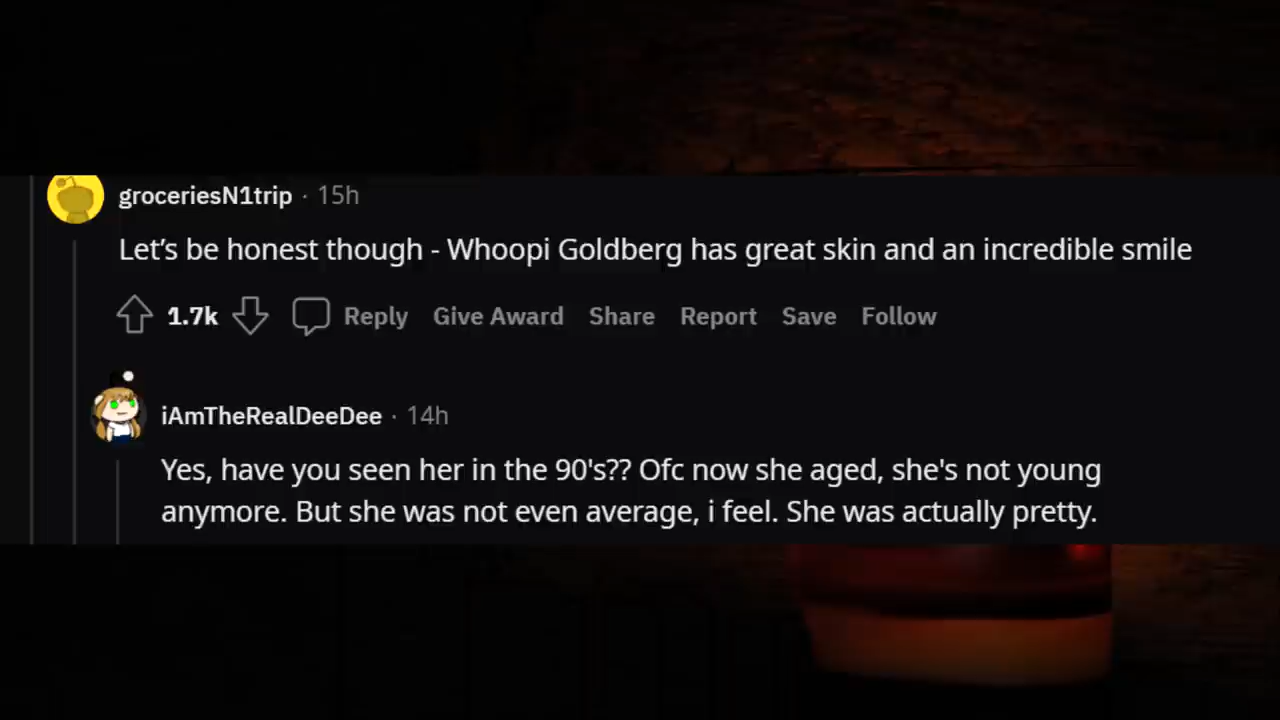 groceriesN1trip · 15h
Let’s be honest though - Whoopi Goldberg has great skin and an incredible smile
1.7k Reply Give Award Share Report Save Follow
iAmTheRealDeeDee · 14h
Yes, have you seen her in the 90's?? Ofc now she aged, she's not young
anymore. But she was not even average, i feel. She was actually pretty.